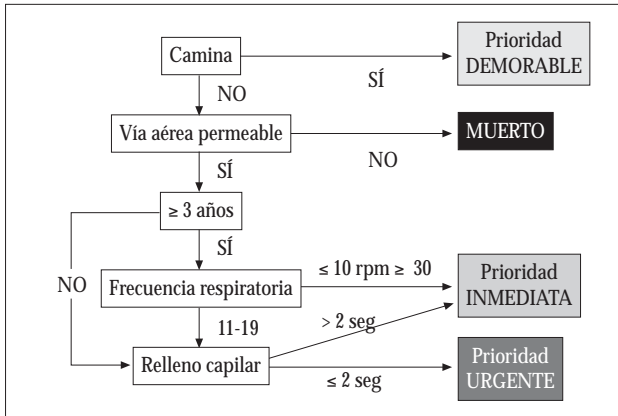 Camina
Prioridad
DEMORABLE
SÍ
NO
Vía aérea permeable
MUERTO
NO
SÍ
≥ 3 años
SÍ
NO
Frecuencia respiratoria
≤ 10 rpm ≥ 30
Prioridad
INMEDIATA
11-19
> 2 seg
Relleno capilar
≤ 2 seg
Prioridad
URGENTE